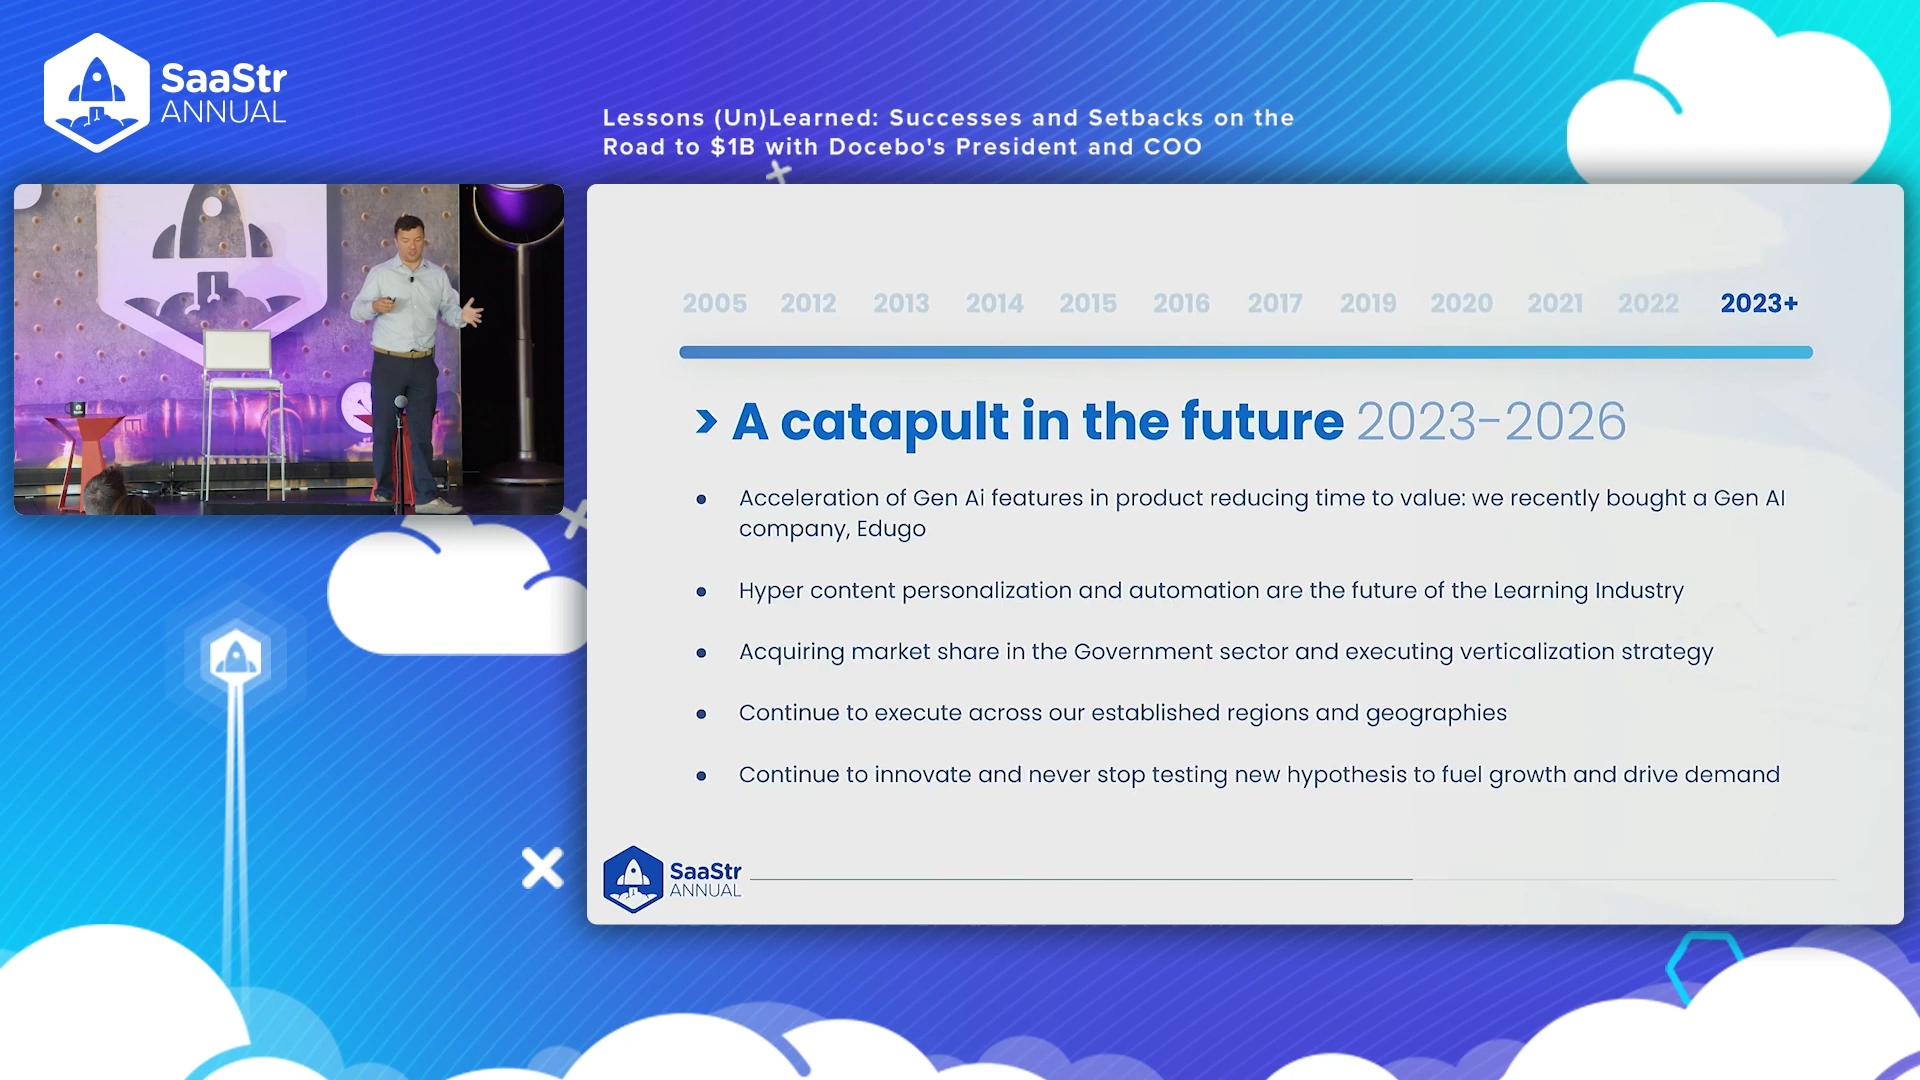 SaaStr
ANNUAL
Lessons (Un)Learned: Successes and Setbacks on the
Road to $1B with Docebo's President and COO
2005 2012 2013 2014 2015 2016 2017 2019 2020 2021 2022 2023+
> A catapult in the future 2023-2026
• Acceleration of Gen Ai features in product reducing time to value: we recently bought a Gen AI
company, Edugo
• Hyper content personalization and automation are the future of the Learning Industry
• Acquiring market share in the Government sector and executing verticalization strategy
• Continue to execute across our established regions and geographies
• Continue to innovate and never stop testing new hypothesis to fuel growth and drive demand
SaaStr
ANNUAL